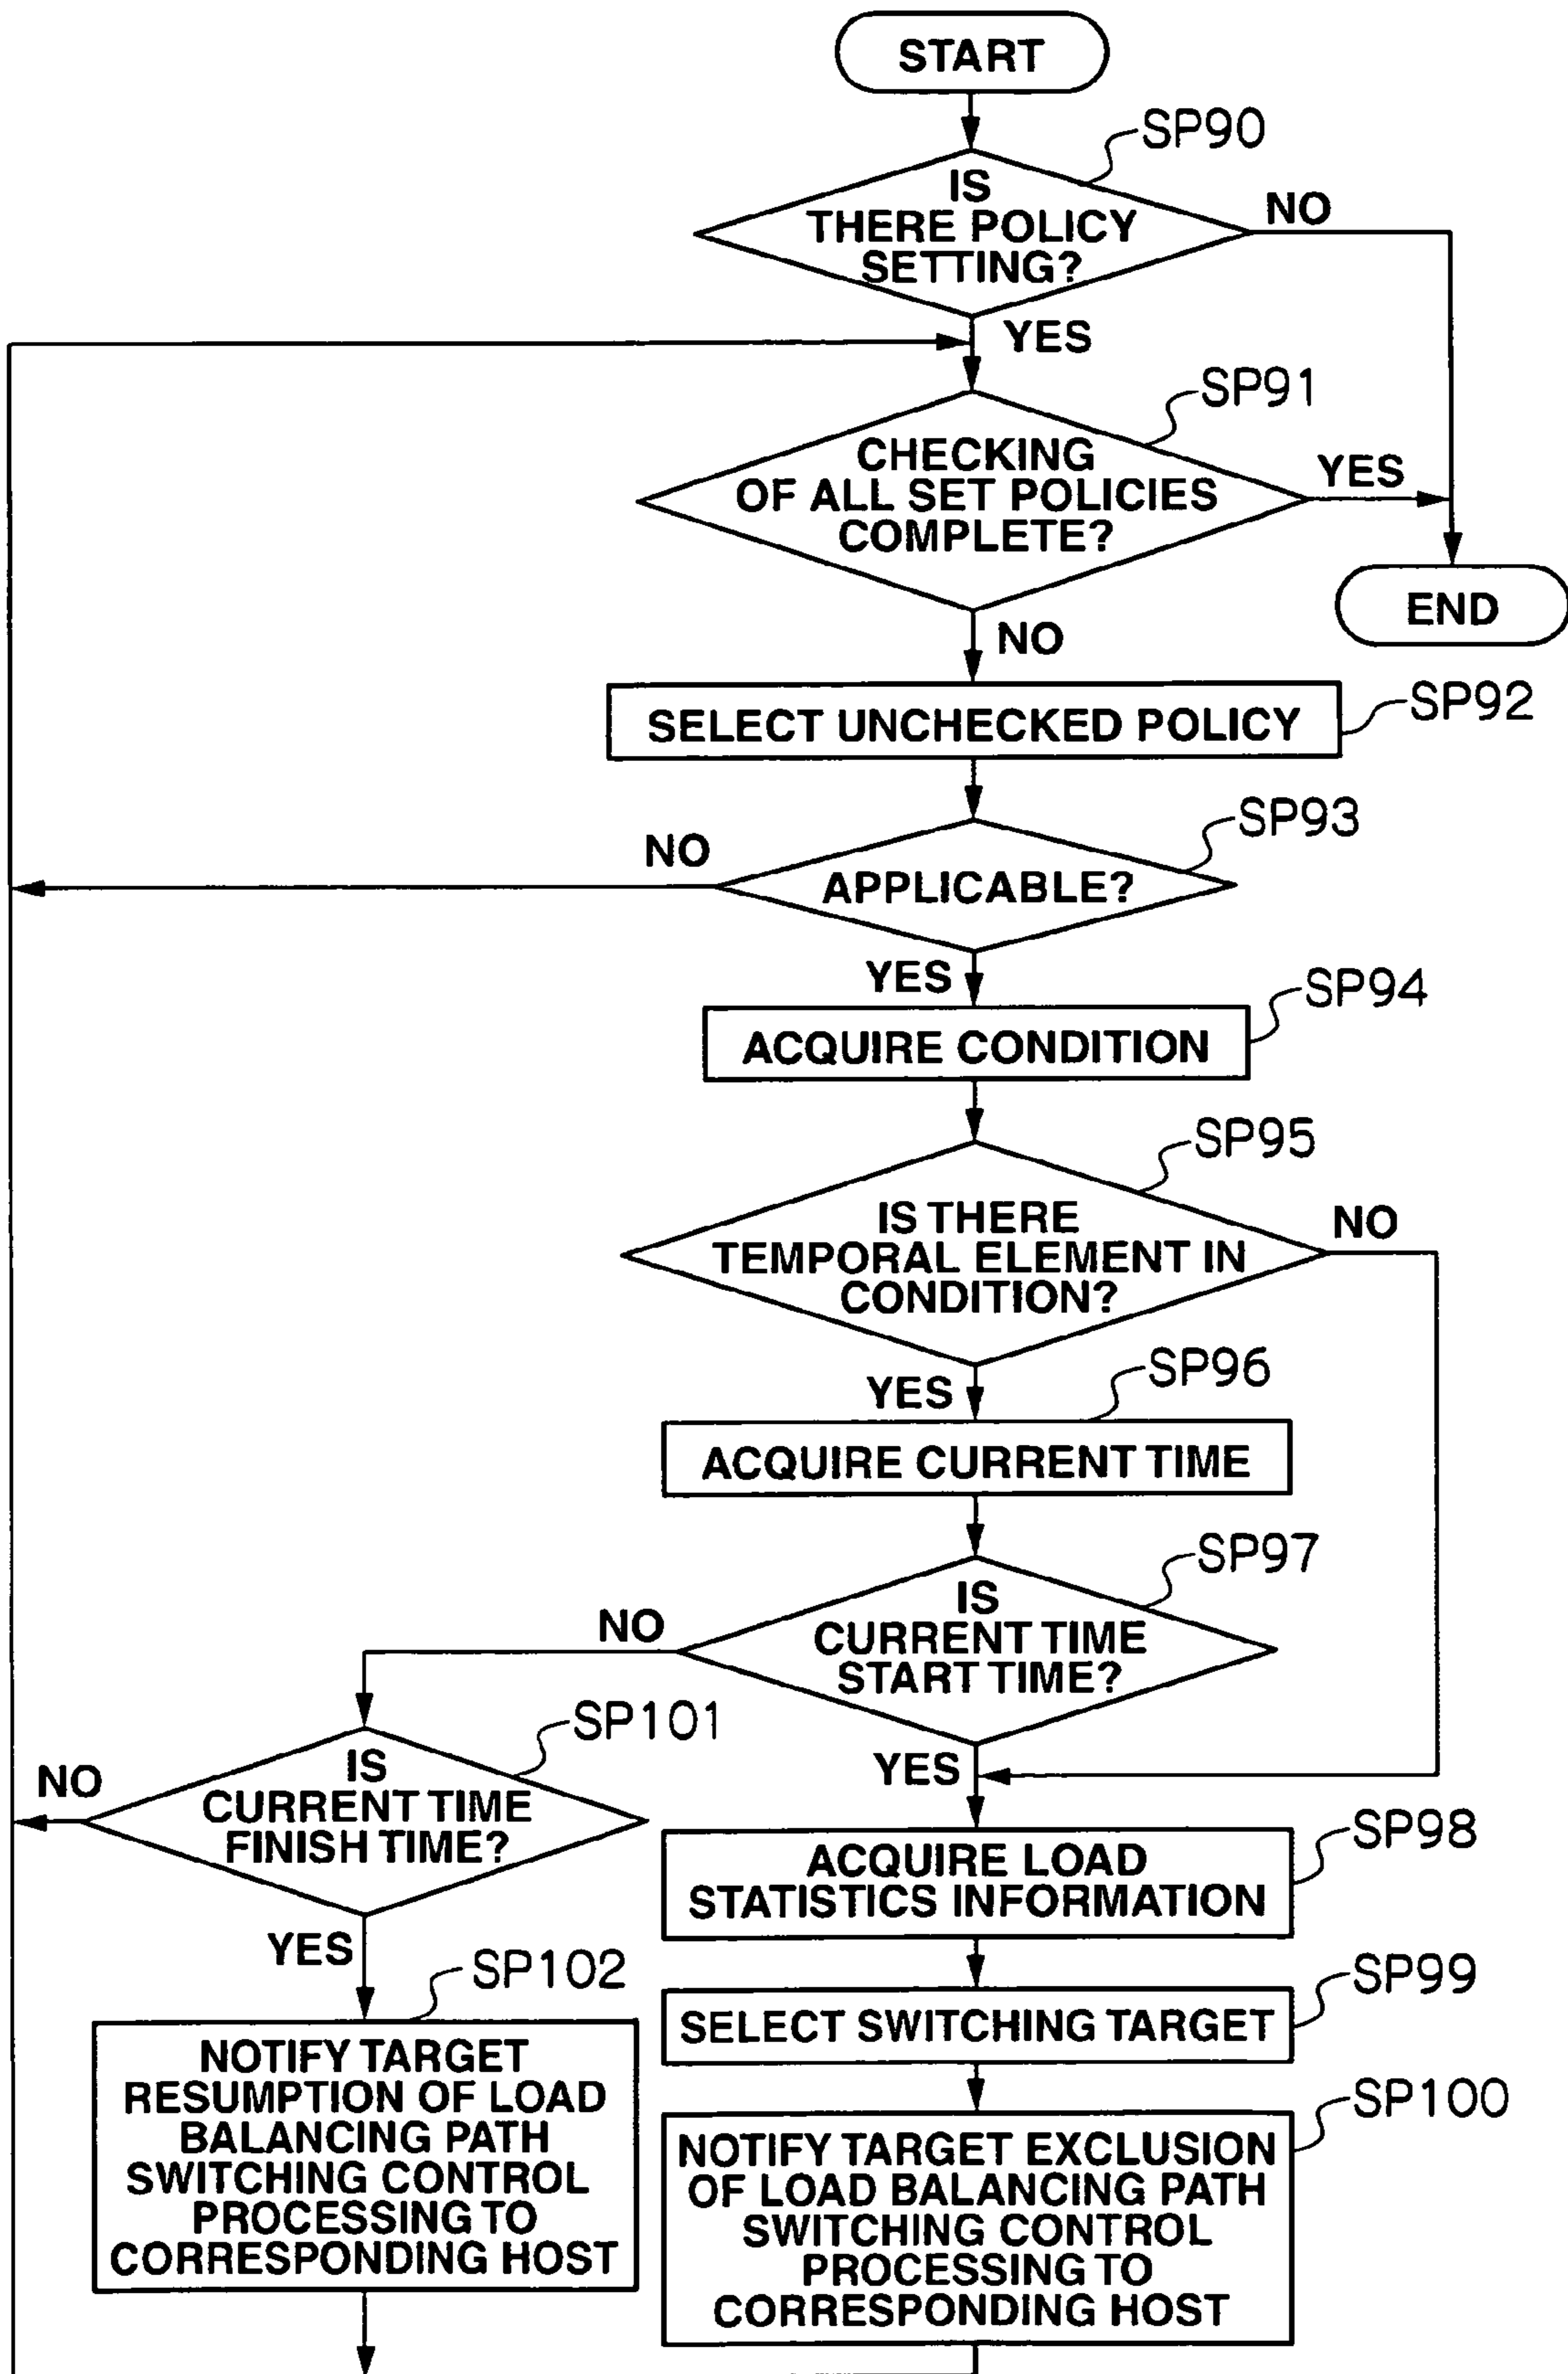 START
SP90
IS
THERE POLICY
SETTING?
NO
YES
SP91
CHECKING
OF ALL SET POLICIES
COMPLETE?
YES
END
NO
SP92
SELECT UNCHECKED POLICY
SP93
NO
APPLICABLE?
YES
SP94
ACQUIRE CONDITION
SP95
IS THERE
TEMPORAL ELEMENT IN
CONDITION?
NO
YES
SP96
ACQUIRE CURRENT TIME
SP97
IS
CURRENT TIME
START TIME?
NO
YES
SP101
IS
CURRENT TIME
FINISH TIME?
NO
YES
SP98
ACQUIRE LOAD
STATISTICS INFORMATION
SP99
SELECT SWITCHING TARGET
SP102
NOTIFY TARGET
RESUMPTION OF LOAD
BALANCING PATH
SWITCHING CONTROL
PROCESSING TO
CORRESPONDING HOST
SP100
NOTIFY TARGET EXCLUSION
OF LOAD BALANCING PATH
SWITCHING CONTROL
PROCESSING TO
CORRESPONDING HOST